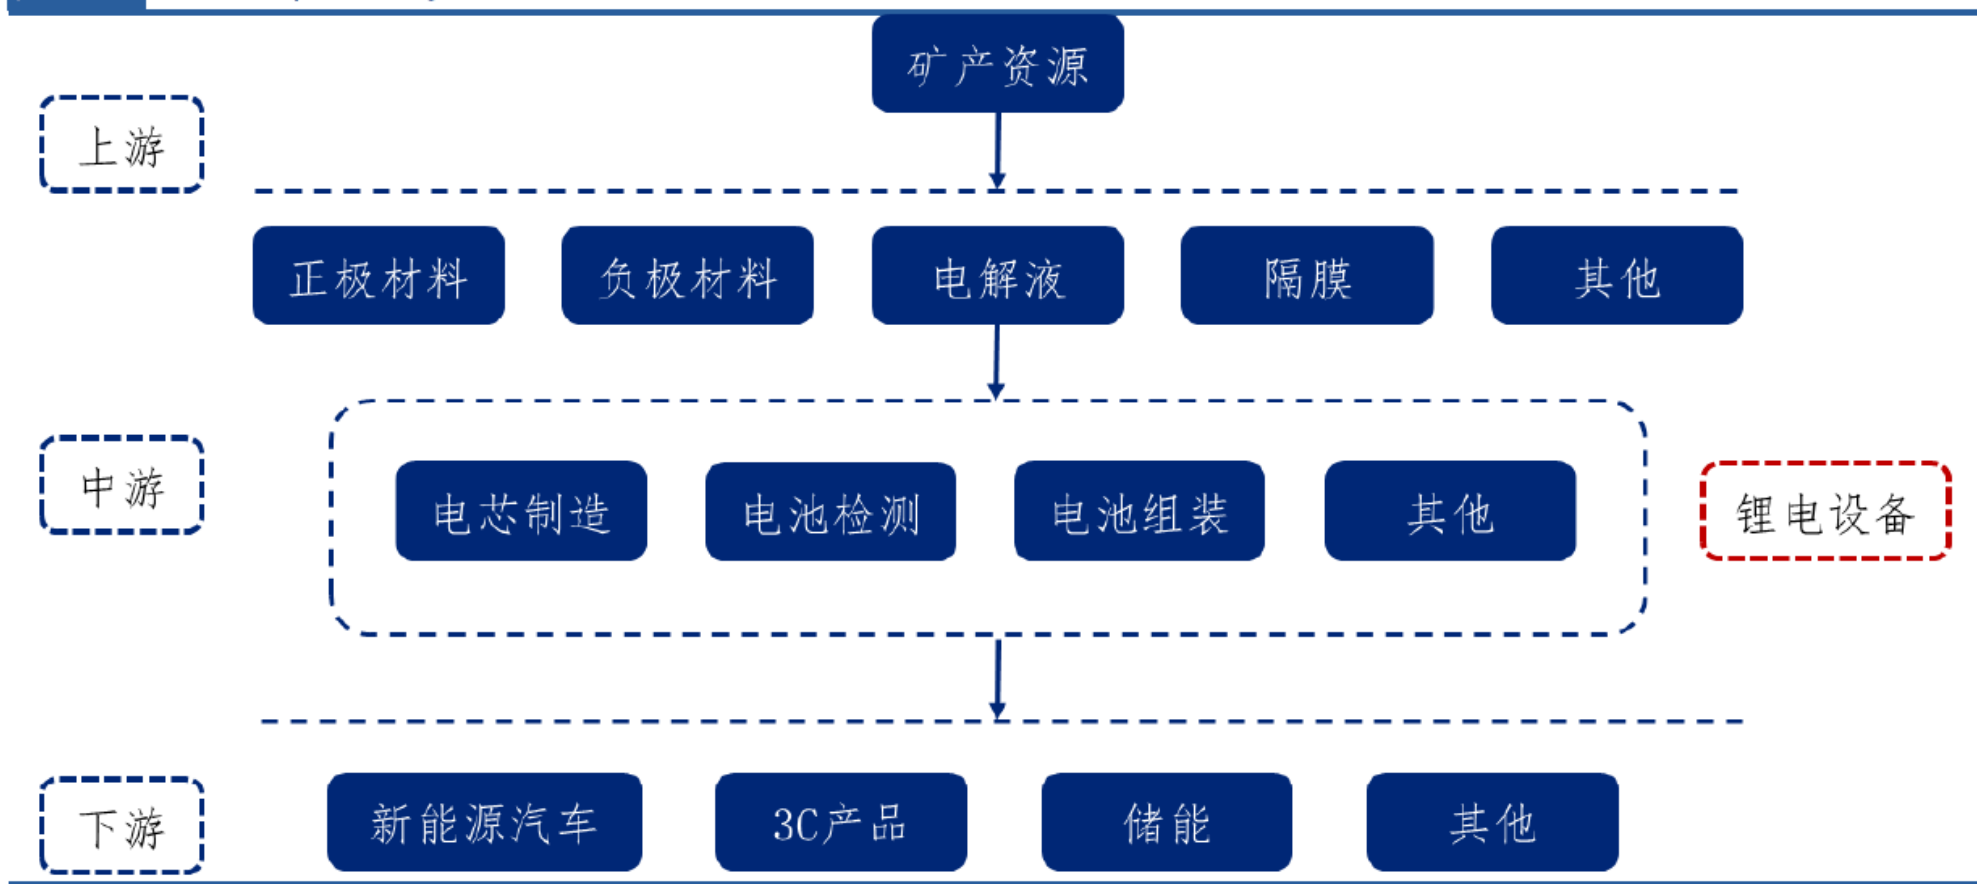 矿产资源
上游
正极材料
负极材料
电解液
隔膜
其他
中游
电芯制造
电池检测
电池组装
其他
锂电设备
下游
新能源汽车
3C产品
储能
其他